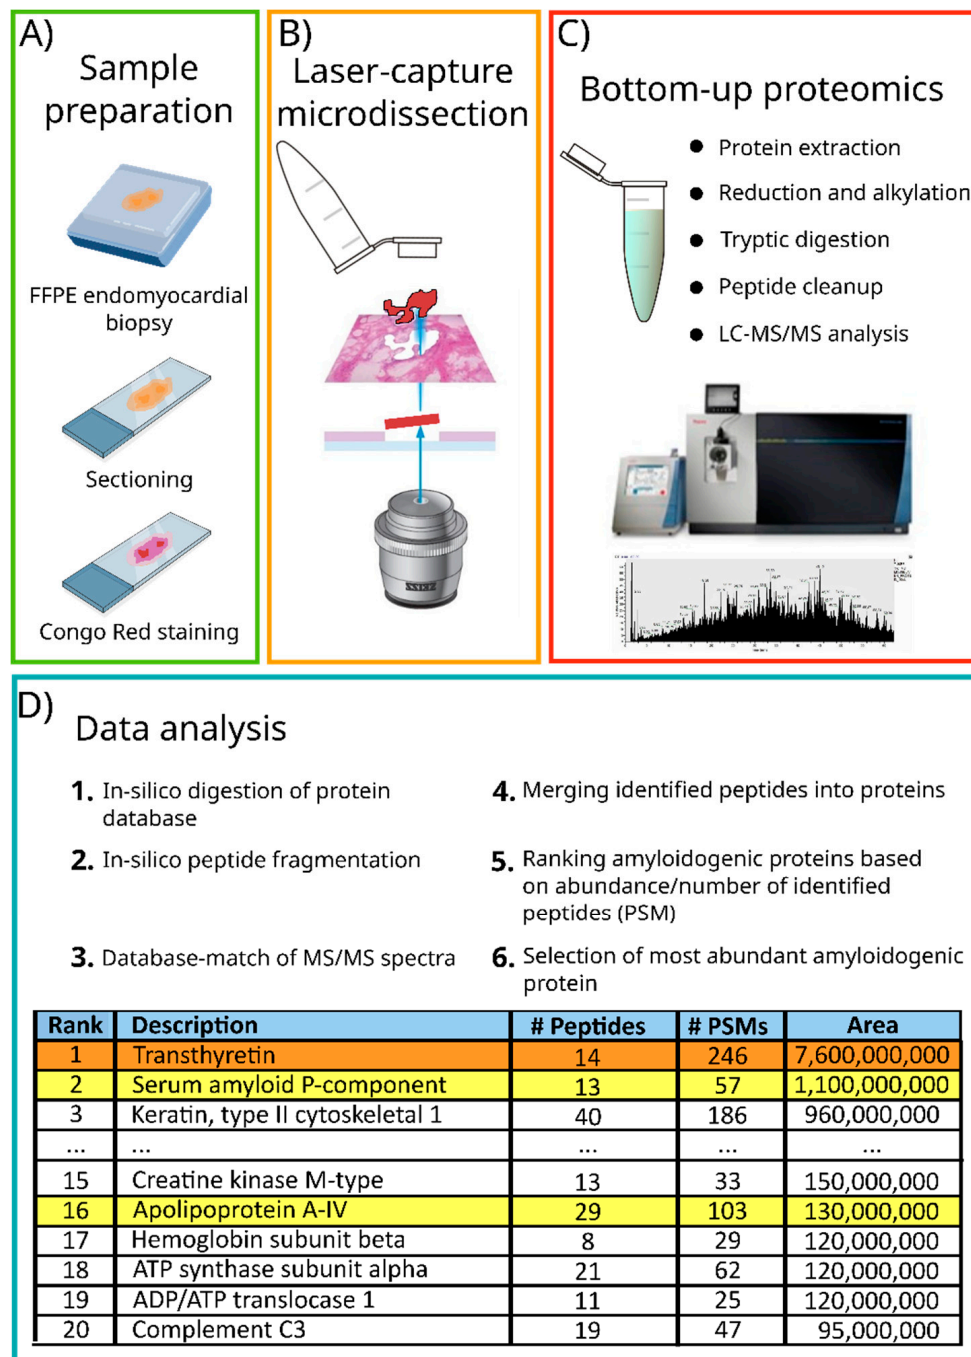 A)
Sample
preparation
FFPE endomyocardial
biopsy
Sectioning
Congo Red staining
B)
Laser-capture
microdissection
ZEISS
C)
Bottom-up proteomics
● Protein extraction
● Reduction and alkylation
● Tryptic digestion
● Peptide cleanup
● LC-MS/MS analysis
D)
Data analysis
1. In-silico digestion of protein
database
2. In-silico peptide fragmentation
3. Database-match of MS/MS spectra
4. Merging identified peptides into proteins
5. Ranking amyloidogenic proteins based
on abundance/number of identified
peptides (PSM)
6. Selection of most abundant amyloidogenic
protein
Rank Description # Peptides # PSMs Area
1 Transthyretin 14 246 7,600,000,000
2 Serum amyloid P-component 13 57 1,100,000,000
3 Keratin, type II cytoskeletal 1 40 186 960,000,000
... ... ... ... ...
15 Creatine kinase M-type 13 33 150,000,000
16 Apolipoprotein A-IV 29 103 130,000,000
17 Hemoglobin subunit beta 8 29 120,000,000
18 ATP synthase subunit alpha 21 62 120,000,000
19 ADP/ATP translocase 1 11 25 120,000,000
20 Complement C3 19 47 95,000,000